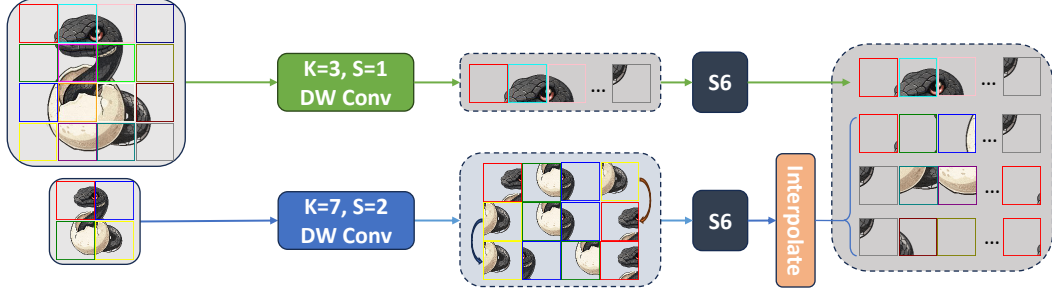 K=3, S=1
DW Conv
...
S6
...
K=7, S=2
DW Conv
S6
Interpolate
...
...
...